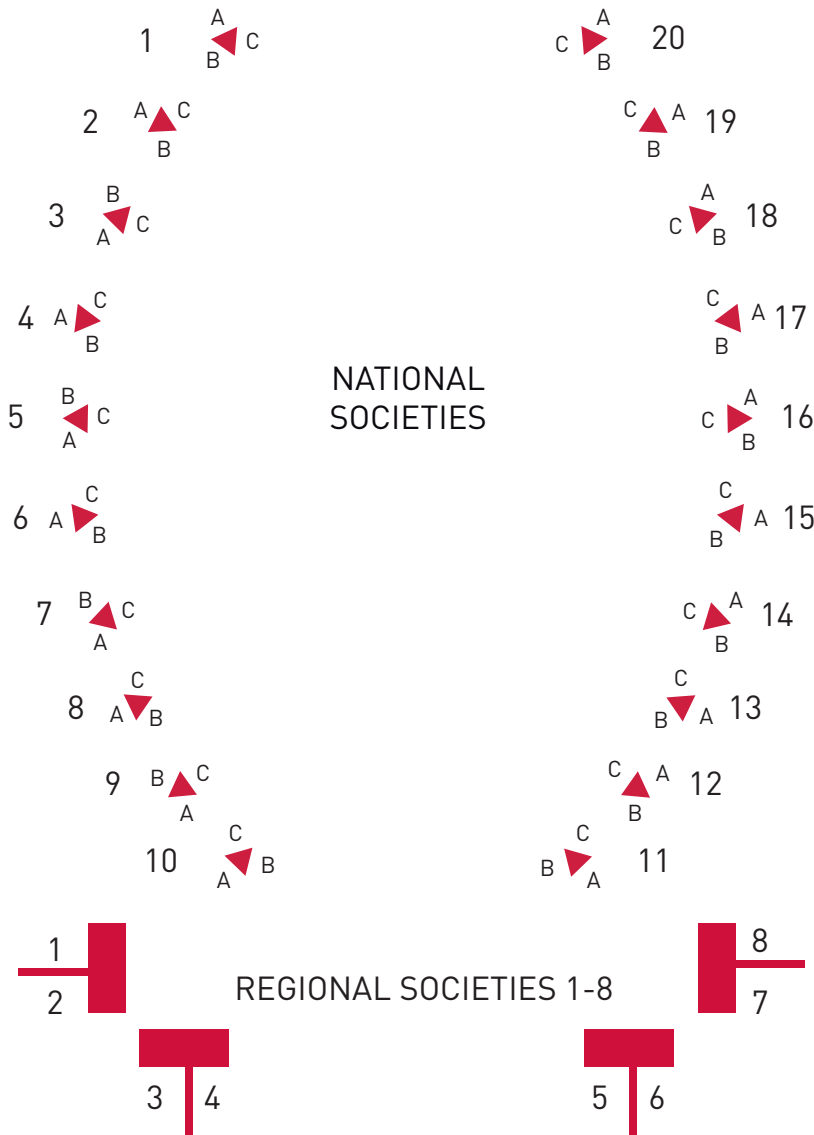 A A
1 C C 20
B B
A C C A
2 19
B B
B A
3 C C 18
A B
C C
4 A A 17
B B
NATIONAL
SOCIETIES
B A
5 C C 16
A B
C C
6 A A 15
B B
B C C A
7 14
A B
C C
8 A B B A 13
B C C A
9 12
A B
C C
10 B B 11
A A
1 8
REGIONAL SOCIETIES 1-8
2 7
3 4 5 6